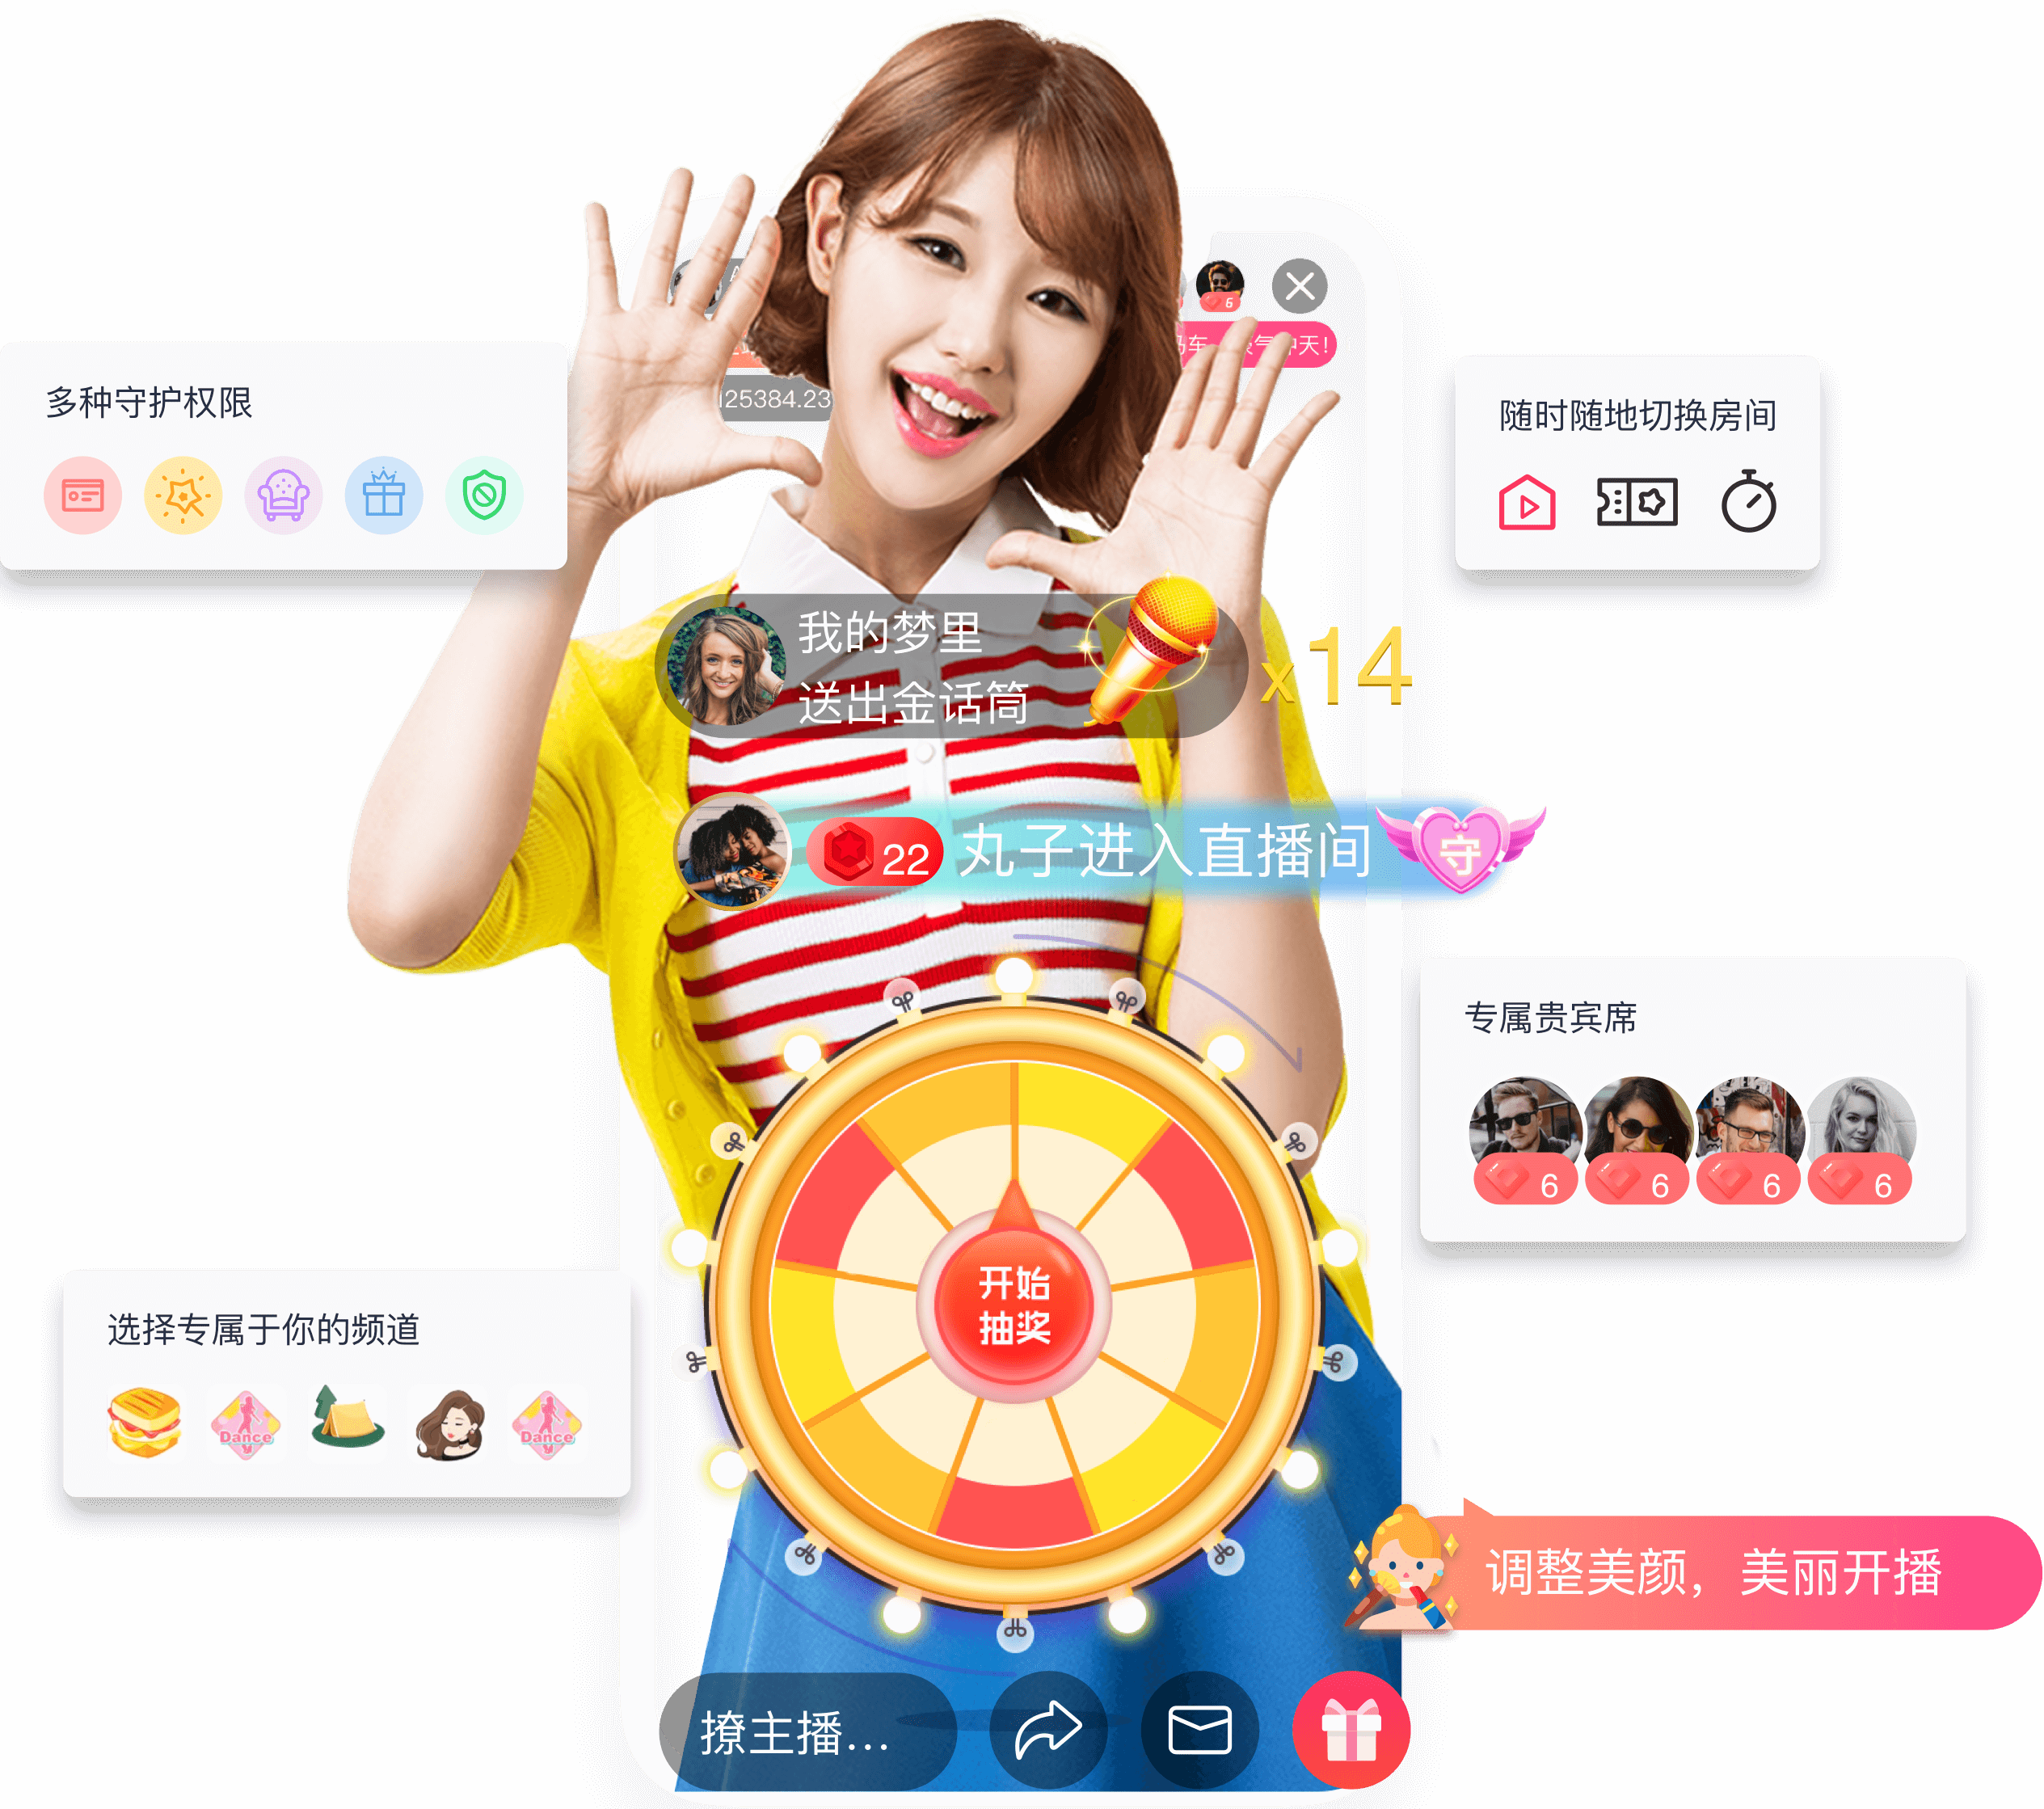 6
冲天!
125384.23
多种守护权限
随时随地切换房间
我的梦里
送出金话筒
x14
22
丸子进入直播间
守
专属贵宾席
6
6
6
6
开始
抽奖
选择专属于你的频道
Dance
Dance
调整美颜，美丽开播
撩主播...